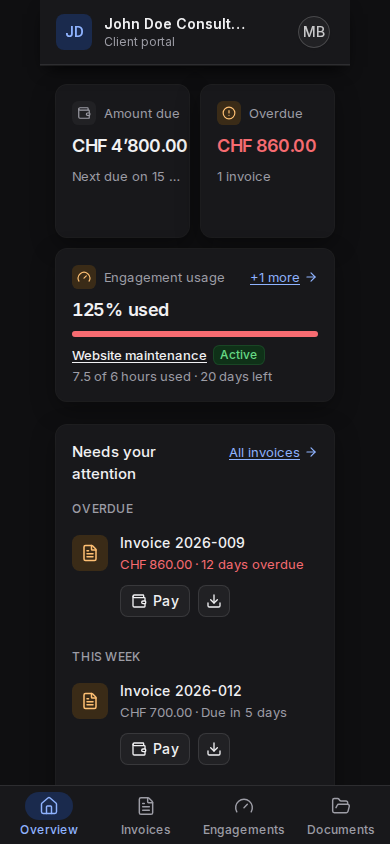 JD
John Doe Consult…
Client portal
MB
Amount due
CHF 4’800.00
Next due on 15 …
Overdue
CHF 860.00
1 invoice
Engagement usage
+1 more
125% used
Website maintenance Active
7.5 of 6 hours used · 20 days left
Needs your
attention
All invoices
OVERDUE
Invoice 2026-009
CHF 860.00 · 12 days overdue
Pay
THIS WEEK
Invoice 2026-012
CHF 700.00 · Due in 5 days
Pay
Overview Invoices Engagements Documents